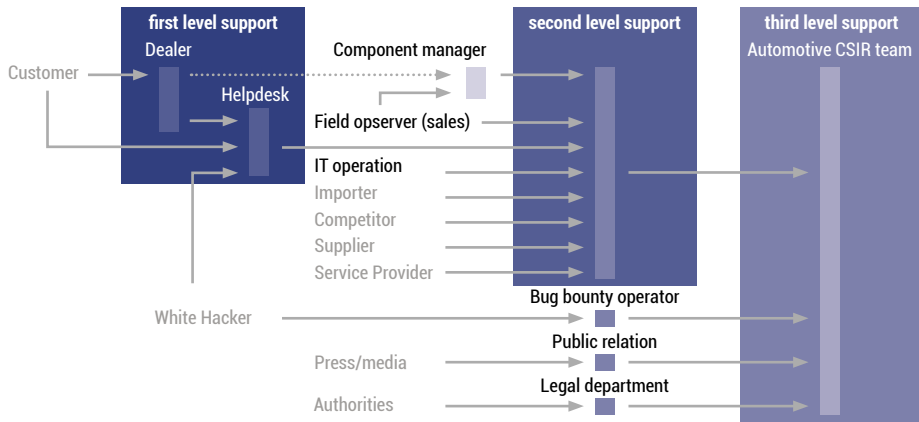 first level support
second level support
third level support
Dealer
Component manager
Automotive CSIR team
Customer
Helpdesk
Field opserver (sales)
IT operation
Importer
Competitor
Supplier
Service Provider
Bug bounty operator
White Hacker
Public relation
Press/media
Legal department
Authorities